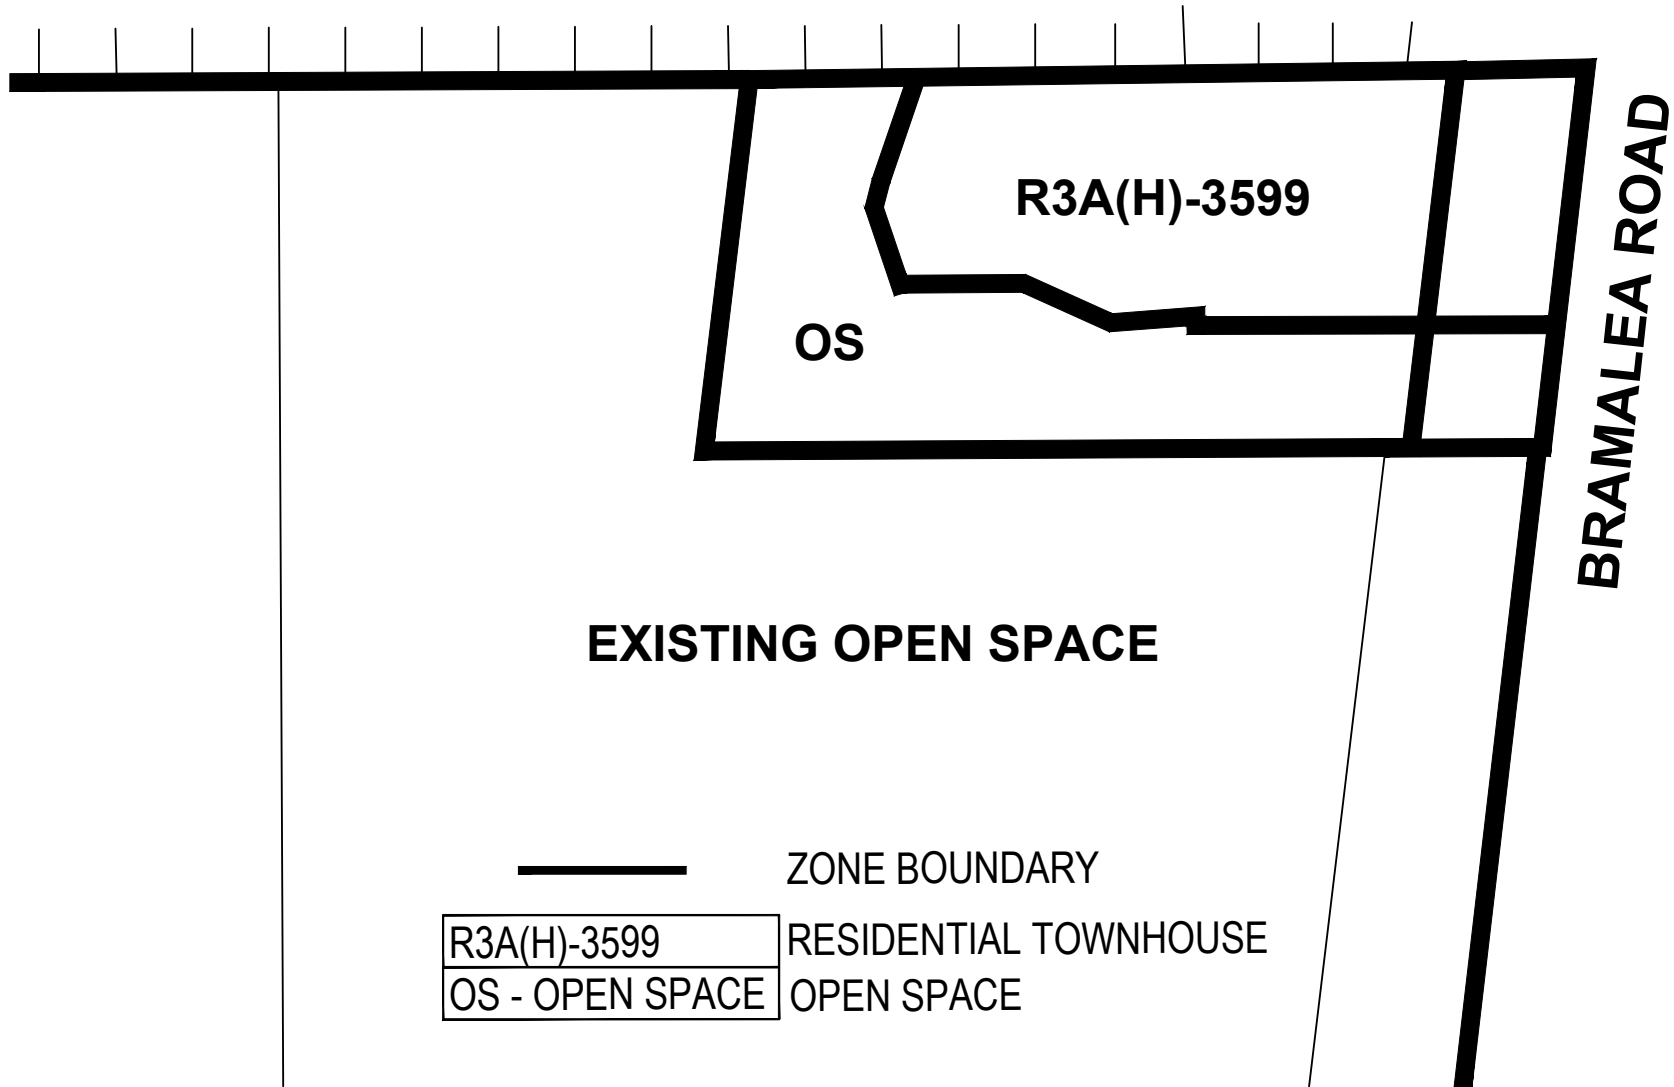 R3A(H)-3599
BRAMALEA ROAD
OS
EXISTING OPEN SPACE
ZONE BOUNDARY
R3A(H)-3599 RESIDENTIAL TOWNHOUSE
OS - OPEN SPACE OPEN SPACE